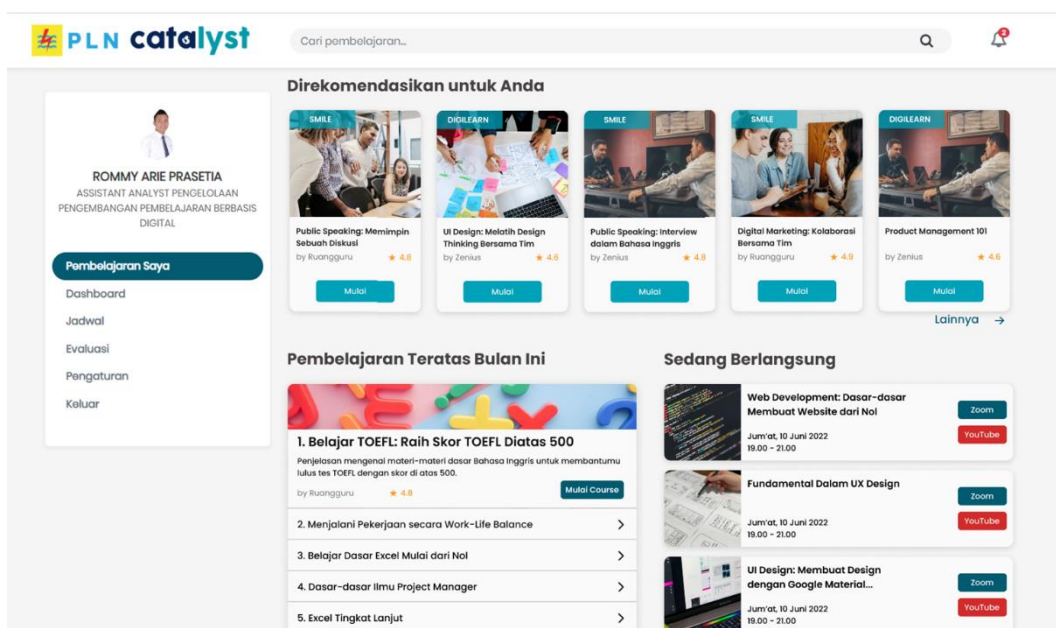 PLN catalyst
Cari pembelajaran...
2
ROMMY ARIE PRASETIA
ASSISTANT ANALYST PENGELOLAAN
PENGEMBANGAN PEMBELAJARAN BERBASIS
DIGITAL
Pembelajaran Saya
Dashboard
Jadwal
Evaluasi
Pengaturan
Keluar
Direkomendasikan untuk Anda
SMILE
Public Speaking: Memimpin
Sebuah Diskusi
by Ruangguru ★ 4.8
Mulai
DIGILEARN
UI Design: Melatih Design
Thinking Bersama Tim
by Zenius ★ 4.6
Mulai
SMILE
Public Speaking: Interview
dalam Bahasa Inggris
by Zenius ★ 4.8
Mulai
SMILE
Digital Marketing: Kolaborasi
Bersama Tim
by Ruangguru ★ 4.9
Mulai
DIGILEARN
Product Management 101
by Zenius ★ 4.6
Mulai
Lainnya →
Pembelajaran Teratas Bulan Ini
1. Belajar TOEFL: Raih Skor TOEFL Diatas 500
Penjelasan mengenai materi-materi dasar Bahasa Inggris untuk membantumu
lulus tes TOEFL dengan skor di atas 500.
by Ruangguru ★ 4.8
Mulai Course
2. Menjalani Pekerjaan secara Work-Life Balance
3. Belajar Dasar Excel Mulai dari Nol
4. Dasar-dasar Ilmu Project Manager
5. Excel Tingkat Lanjut
Sedang Berlangsung
Web Development: Dasar-dasar
Membuat Website dari Nol
Jum'at, 10 Juni 2022
19.00 - 21.00
Zoom
YouTube
Fundamental Dalam UX Design
Jum'at, 10 Juni 2022
19.00 - 21.00
Zoom
YouTube
UI Design: Membuat Design
dengan Google Material...
Jum'at, 10 Juni 2022
19.00 - 21.00
Zoom
YouTube